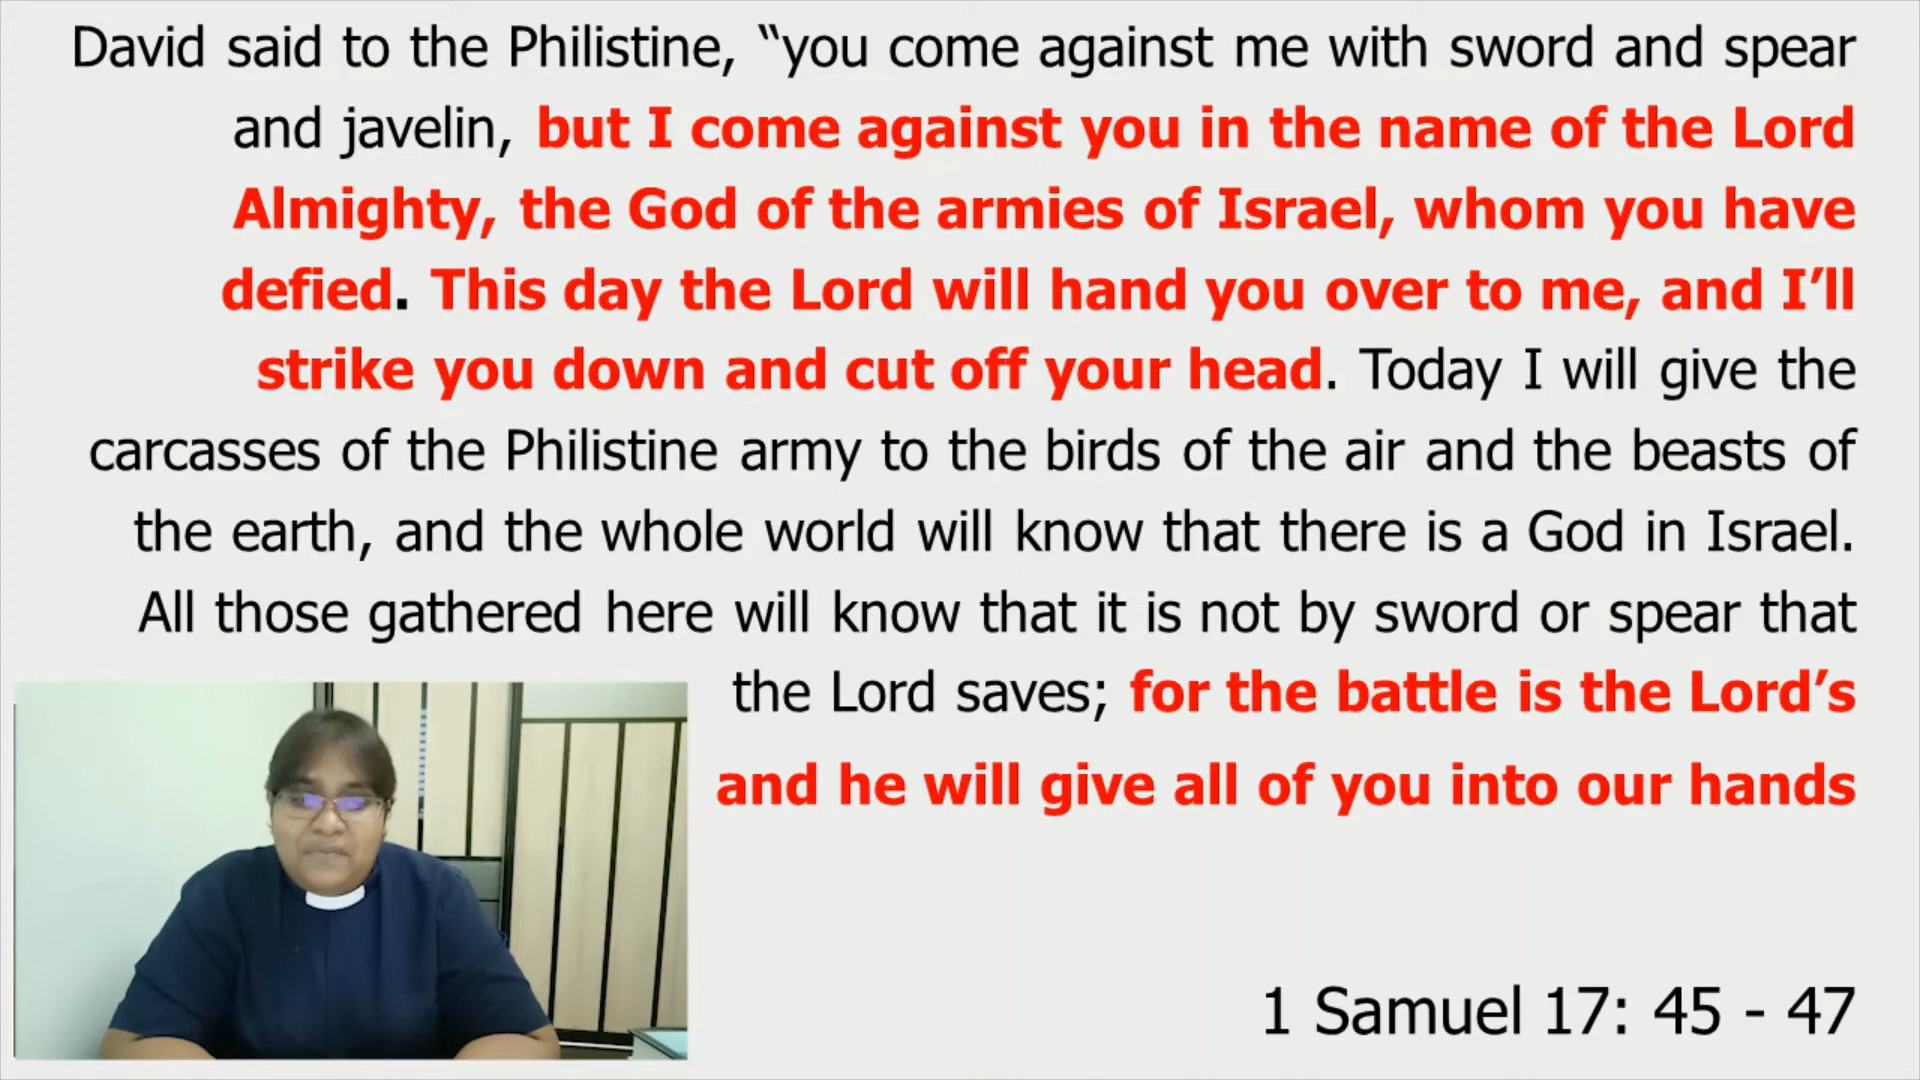 David said to the Philistine, “you come against me with sword and spear
and javelin, but I come against you in the name of the Lord
Almighty, the God of the armies of Israel, whom you have
defied. This day the Lord will hand you over to me, and I’ll
strike you down and cut off your head. Today I will give the
carcasses of the Philistine army to the birds of the air and the beasts of
the earth, and the whole world will know that there is a God in Israel.
All those gathered here will know that it is not by sword or spear that
the Lord saves; for the battle is the Lord’s
and he will give all of you into our hands
1 Samuel 17: 45 - 47